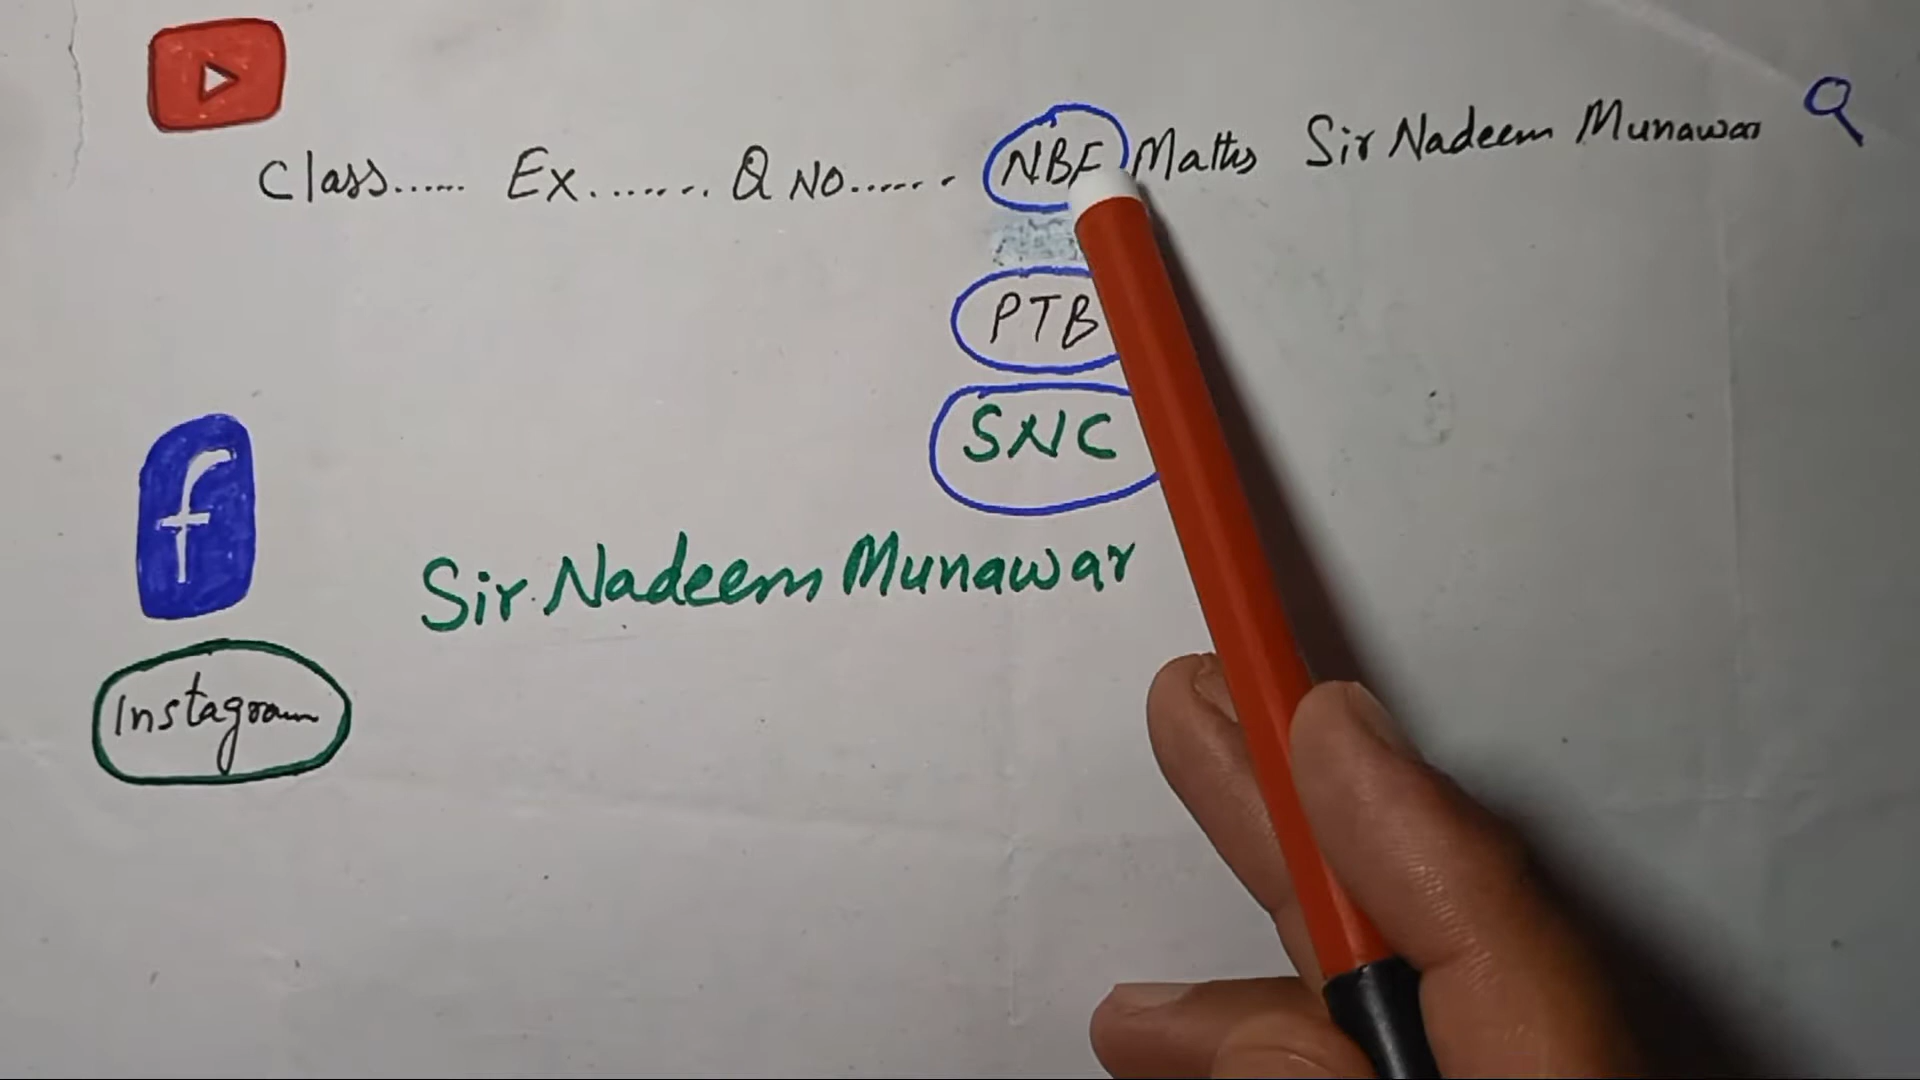 Class...... Ex........ Q No....... NBF Maths Sir Nadeem Munawar
PTB
SNC
f
Sir Nadeem Munawar
Instagram